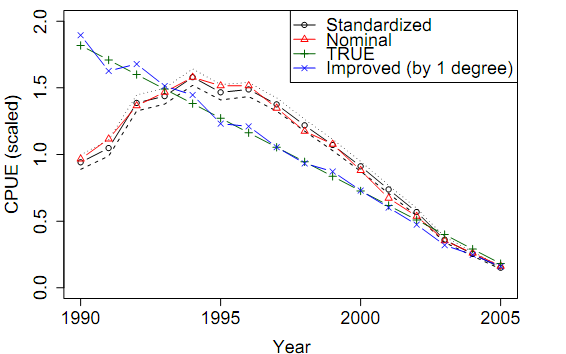 Standardized
Nominal
TRUE
Improved (by 1 degree)
CPUE (scaled)
2.0
1.5
1.0
0.5
0.0
1990 1995 2000 2005
Year